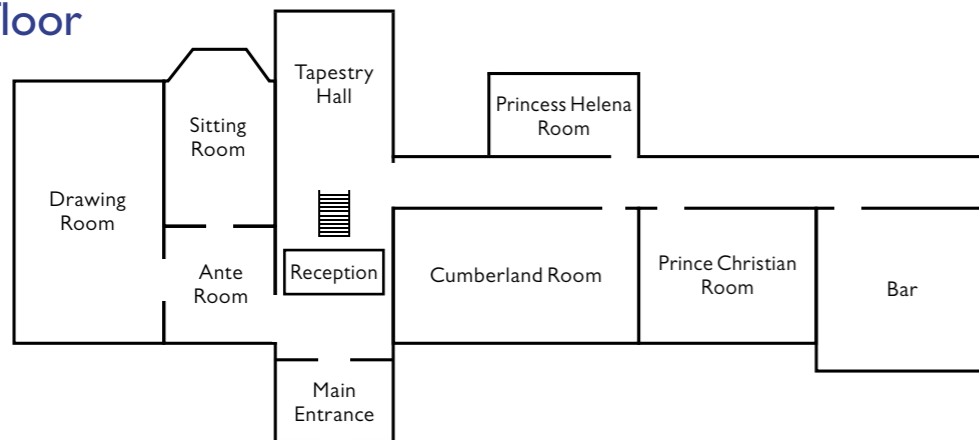 floor
Tapestry
Hall
Princess Helena
Room
Sitting
Room
Drawing
Room
Reception
Ante
Room
Cumberland Room
Prince Christian
Room
Bar
Main
Entrance